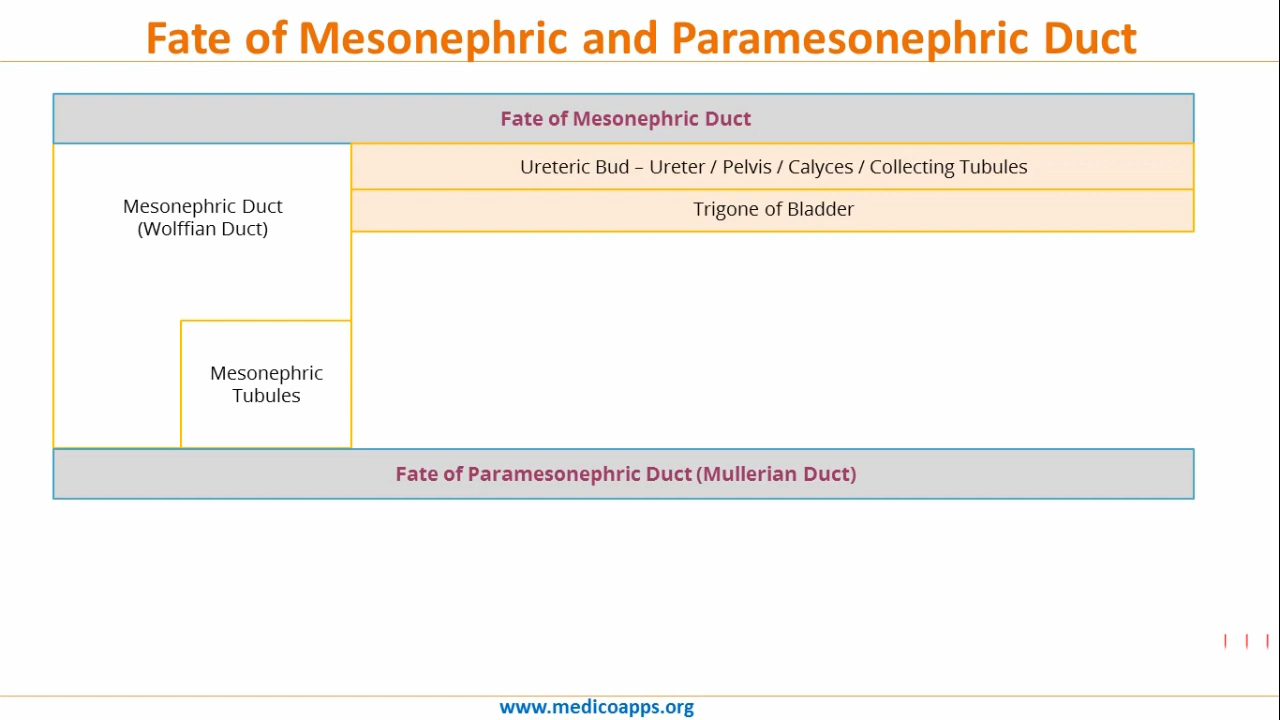 Fate of Mesonephric and Paramesonephric Duct
Fate of Mesonephric Duct
Mesonephric Duct
(Wolffian Duct)
Ureteric Bud – Ureter / Pelvis / Calyces / Collecting Tubules
Trigone of Bladder
Mesonephric
Tubules
Fate of Paramesonephric Duct (Mullerian Duct)
www.medicoapps.org